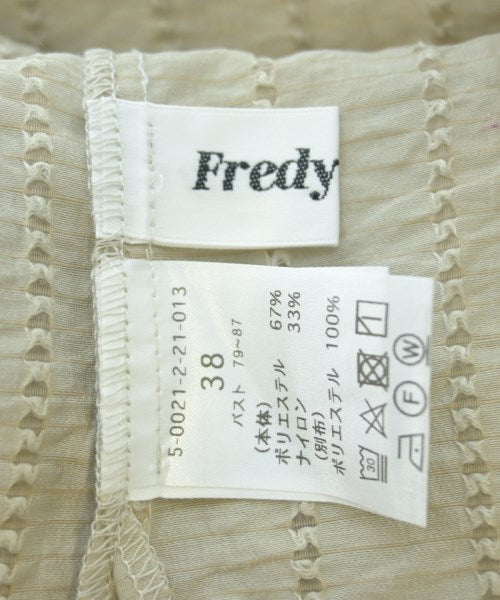 Fredy
5-0021-2-21-013
38
バスト 79~87
(本体)
ポリエステル 67%
ナイロン 33%
(別布)
ポリエステル 100%
30
F
W